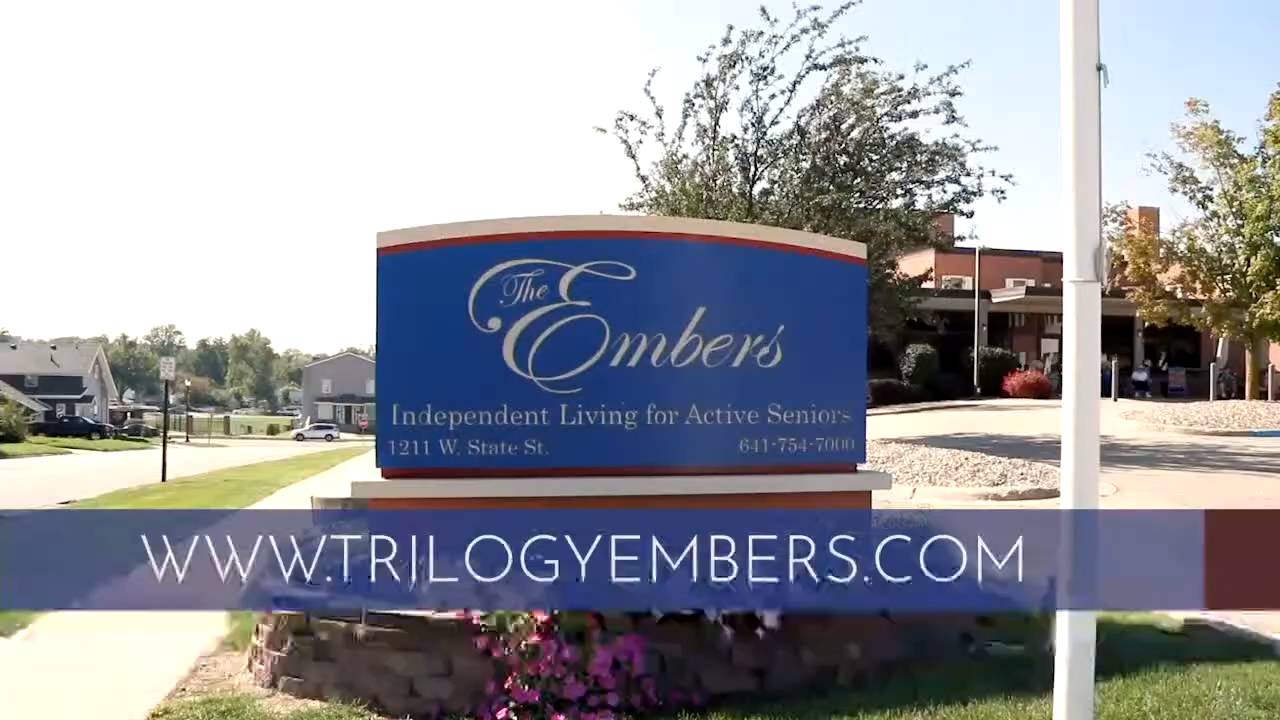 The
Embers
Independent Living for Active Seniors
1211 W. State St. 641-754-7000
WWW.TRILOGYEMBERS.COM